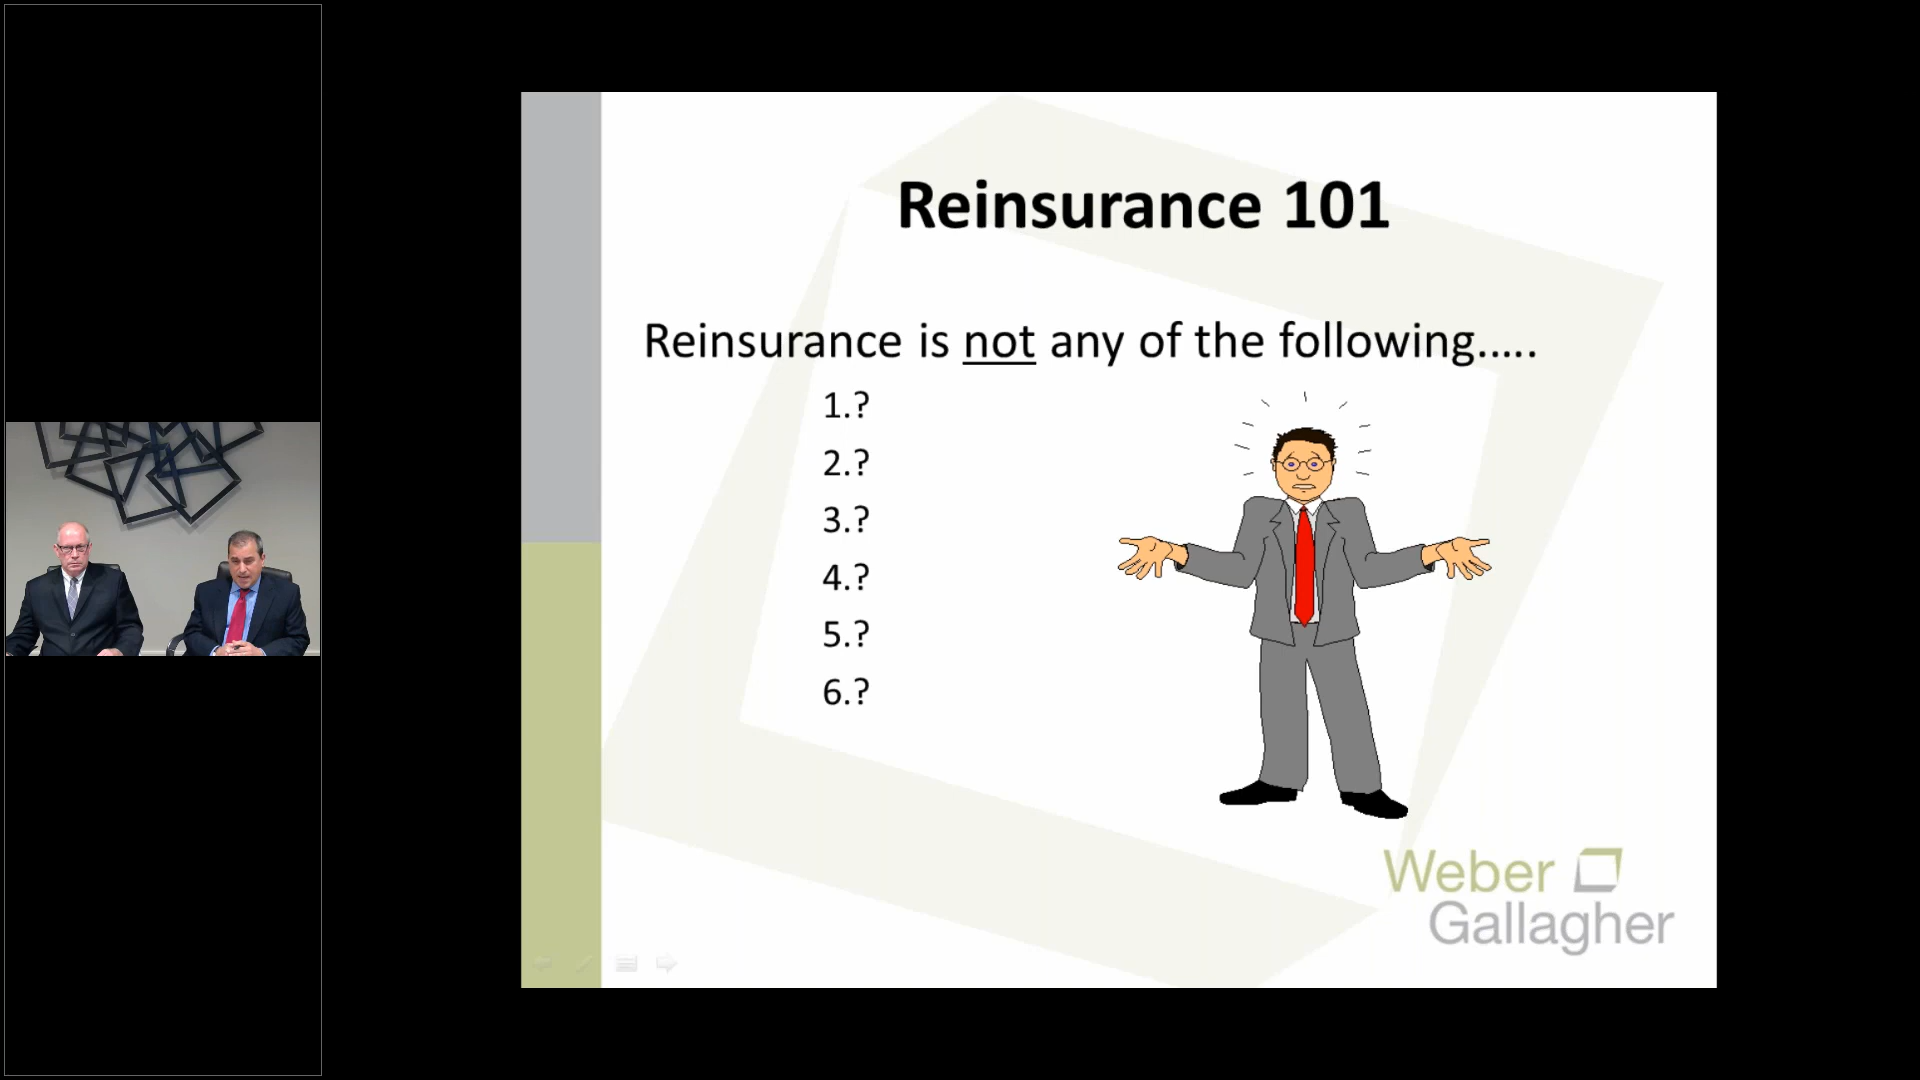 Reinsurance 101
Reinsurance is not any of the following.....
1.?
2.?
3.?
4.?
5.?
6.?
Weber
Gallagher